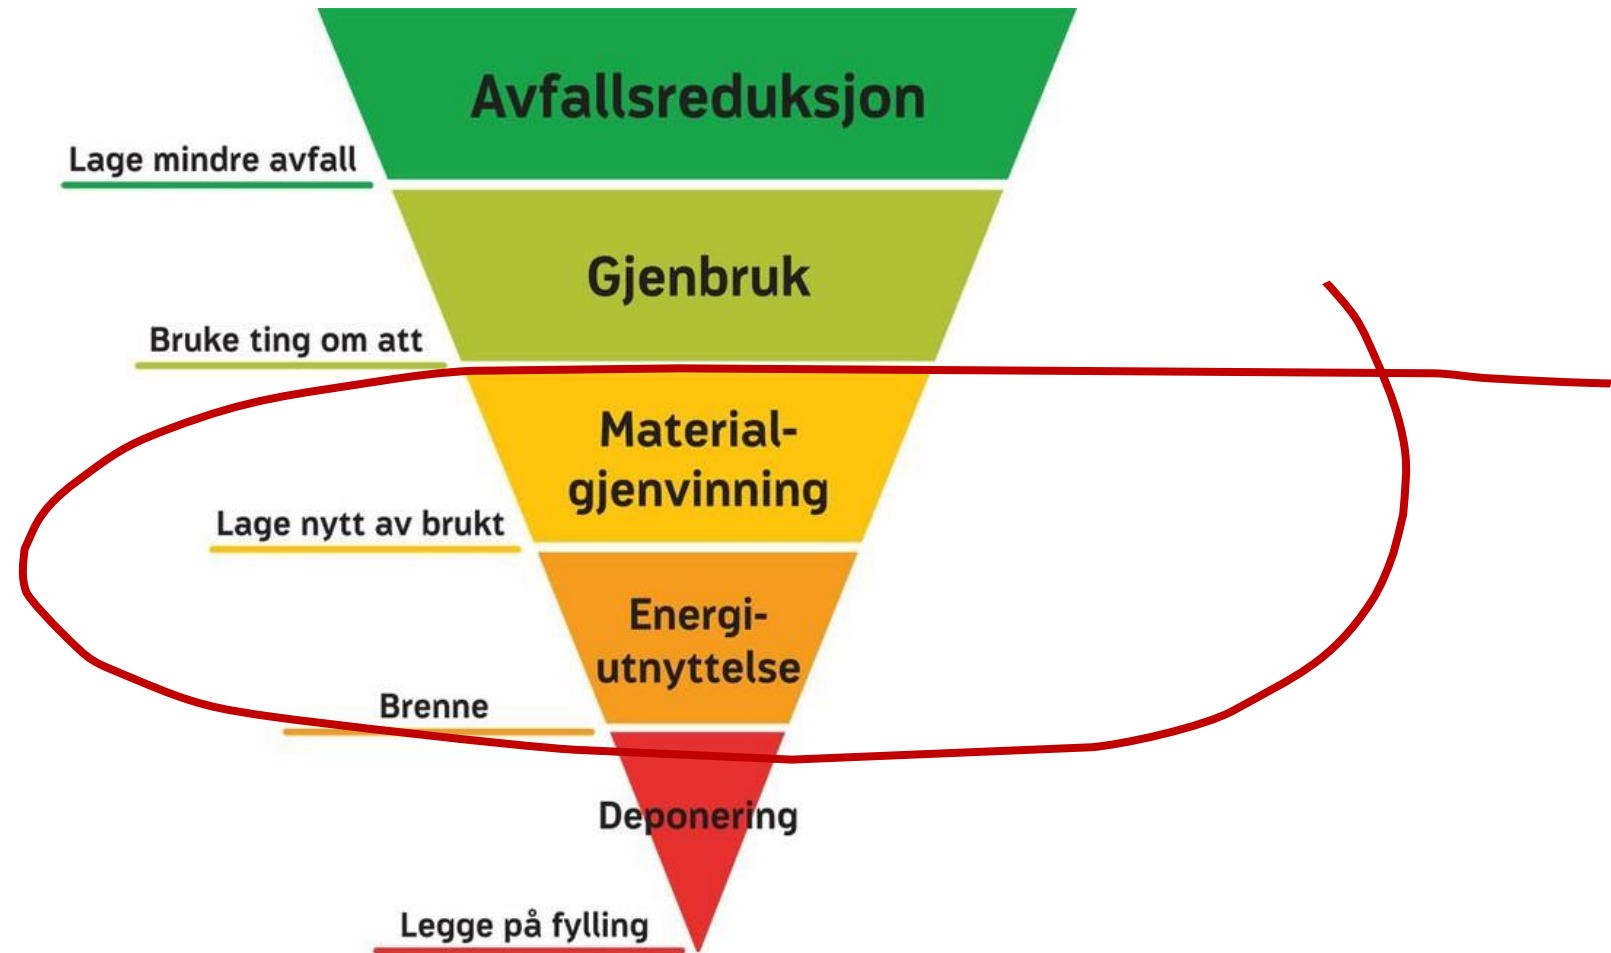 Avfallsreduksjon
Lage mindre avfall
Gjenbruk
Bruke ting om att
Material-
gjenvinning
Lage nytt av brukt
Energi-
utnyttelse
Brenne
Deponering
Legge på fylling